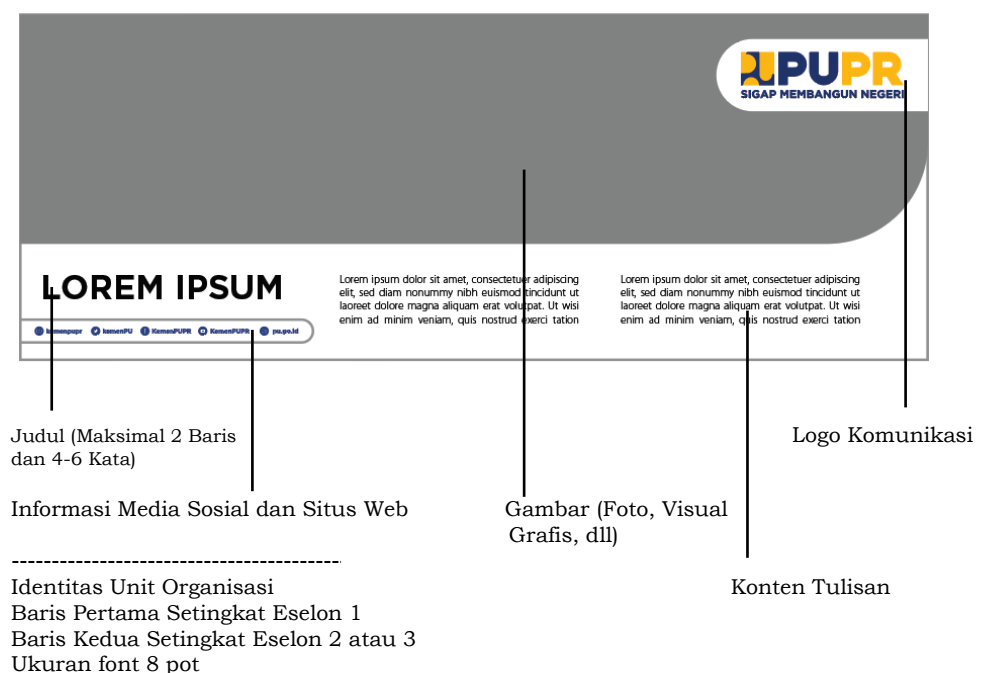 PUPR
SIGAP MEMBANGUN NEGERI
LOREM IPSUM
kemenpupr kemenPU KemenPUPR KemenPUPR pu.go.id
Lorem ipsum dolor sit amet, consectetuer adipiscing
elit, sed diam nonummy nibh euismod tincidunt ut
laoreet dolore magna aliquam erat volutpat. Ut wisi
enim ad minim veniam, quis nostrud exerci tation
Lorem ipsum dolor sit amet, consectetuer adipiscing
elit, sed diam nonummy nibh euismod tincidunt ut
laoreet dolore magna aliquam erat volutpat. Ut wisi
enim ad minim veniam, quis nostrud exerci tation
Judul (Maksimal 2 Baris
dan 4-6 Kata)
Logo Komunikasi
Informasi Media Sosial dan Situs Web
Gambar (Foto, Visual
Grafis, dll)
------------------------------------------
Identitas Unit Organisasi
Baris Pertama Setingkat Eselon 1
Baris Kedua Setingkat Eselon 2 atau 3
Ukuran font 8 pot
Konten Tulisan